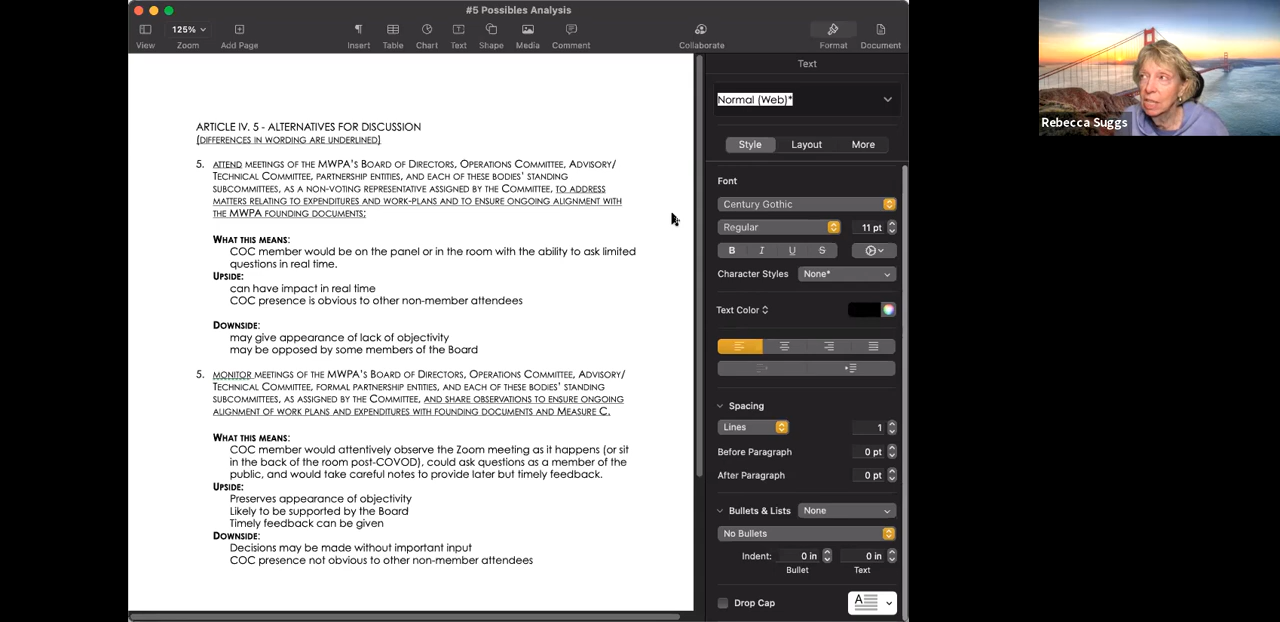 #5 Possibles Analysis
125%
View
Zoom
Add Page
Insert
Table
Chart
Text
Shape
Media
Comment
Collaborate
Format
Document
ARTICLE IV. 5 - ALTERNATIVES FOR DISCUSSION
(DIFFERENCES IN WORDING ARE UNDERLINED)
5. ATTEND MEETINGS OF THE MWPA'S BOARD OF DIRECTORS, OPERATIONS COMMITTEE, ADVISORY/
TECHNICAL COMMITTEE, PARTNERSHIP ENTITIES, AND EACH OF THESE BODIES' STANDING
SUBCOMMITTEES, AS A NON-VOTING REPRESENTATIVE ASSIGNED BY THE COMMITTEE, TO ADDRESS
MATTERS RELATING TO EXPENDITURES AND WORK-PLANS AND TO ENSURE ONGOING ALIGNMENT WITH
THE MWPA FOUNDING DOCUMENTS;
WHAT THIS MEANS:
COC member would be on the panel or in the room with the ability to ask limited
questions in real time.
UPSIDE:
can have impact in real time
COC presence is obvious to other non-member attendees
DOWNSIDE:
may give appearance of lack of objectivity
may be opposed by some members of the Board
5. MONITOR MEETINGS OF THE MWPA'S BOARD OF DIRECTORS, OPERATIONS COMMITTEE, ADVISORY/
TECHNICAL COMMITTEE, FORMAL PARTNERSHIP ENTITIES, AND EACH OF THESE BODIES' STANDING
SUBCOMMITTEES, AS ASSIGNED BY THE COMMITTEE, AND SHARE OBSERVATIONS TO ENSURE ONGOING
ALIGNMENT OF WORK PLANS AND EXPENDITURES WITH FOUNDING DOCUMENTS AND MEASURE C.
WHAT THIS MEANS:
COC member would attentively observe the Zoom meeting as it happens (or sit
in the back of the room post-COVOD), could ask questions as a member of the
public, and would take careful notes to provide later but timely feedback.
UPSIDE:
Preserves appearance of objectivity
Likely to be supported by the Board
Timely feedback can be given
DOWNSIDE:
Decisions may be made without important input
COC presence not obvious to other non-member attendees
Text
Normal (Web)*
Style
Layout
More
Font
Century Gothic
Regular
11 pt
B I U S
Character Styles
None*
Text Color
Spacing
Lines
1
Before Paragraph
0 pt
After Paragraph
0 pt
Bullets & Lists
None
No Bullets
Indent:
0 in
0 in
Bullet
Text
Drop Cap
A
Rebecca Suggs